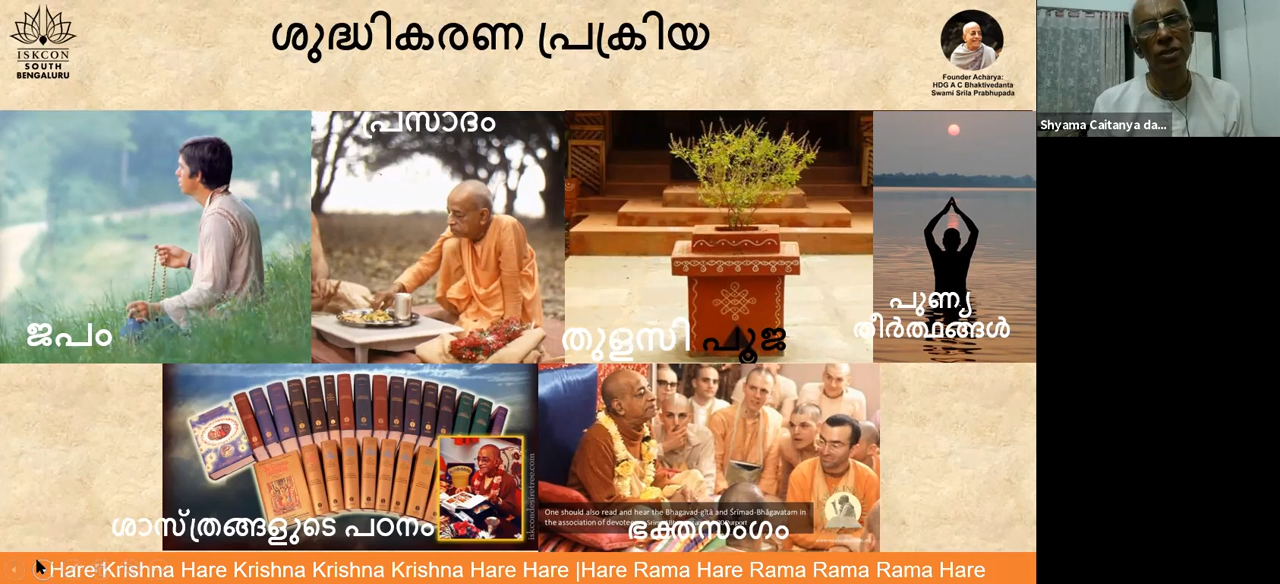 ശുദ്ധികരണ പ്രക്രിയ
ISKCON
SOUTH
BENGALURU
Founder Acharya:
HDG A C Bhaktivedanta
Swami Srila Prabhupada
Shyama Caitanya da...
പ്രസാദം
ജപം
തുളസി പൂജ
പുണ്യ
തീർത്ഥങ്ങൾ
ശാസ്ത്രങ്ങളുടെ പഠനം
iskcondesiretree.com
One should also read and hear the Bhagavad-gītā and Śrīmad-Bhāgavatam in
the association of devotees
ഭക്തസംഗം
Hare Krishna Hare Krishna Krishna Krishna Hare Hare |Hare Rama Hare Rama Rama Rama Hare